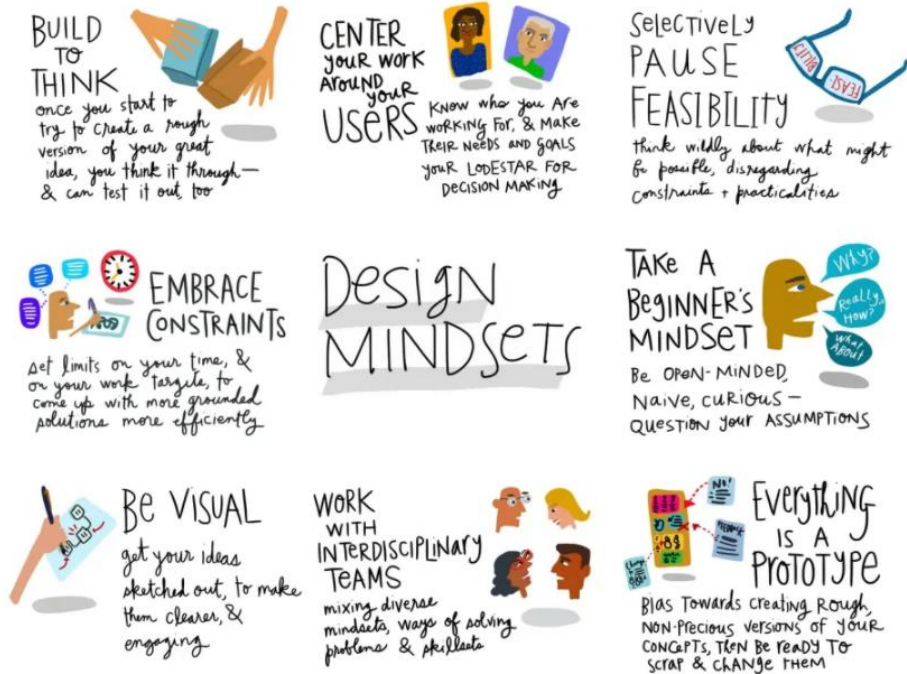 BUILD
TO
THINK
once you start to
try to create a rough
version of your great
idea, you think it through—
& can test it out, too
CENTER
your WORK
AROUND
your
USERS
KNOW who you ARE
WORKING FOR, & MAKE
THEIR NEEDS AND GOALS
YOUR LODESTAR FOR
DECISION MAKING
SELECTIVELY
PAUSE
FEASIBILITY
FEASI-
BILITY
think wildly about what might
be possible, disregarding
constraints + practicalities
EMBRACE
CONSTRAINTS
set limits on your time, &
on your work targets, to
come up with more grounded
solutions more efficiently
Design
MINDSETS
TAKE A
BEGINNER'S
MINDSET
Why?
Really..
How?
What
ABOUT
BE OPEN-MINDED,
NAIVE, CURIOUS—
QUESTION your ASSUMPTIONS
BE VISUAL
get your ideas
sketched out, to make
them clearer, &
engaging
WORK
WITH
INTERDISCIPLINARY
TEAMS
mixing diverse
mindsets, ways of solving
problems & skillsets
NO!
EVERYTHING
IS A
PROTOTYPE
BIAS TOWARDS CREATING ROUGH,
NON-PRECIOUS VERSIONS OF YOUR
CONCEPTS, THEN BE READY TO
SCRAP & CHANGE THEM